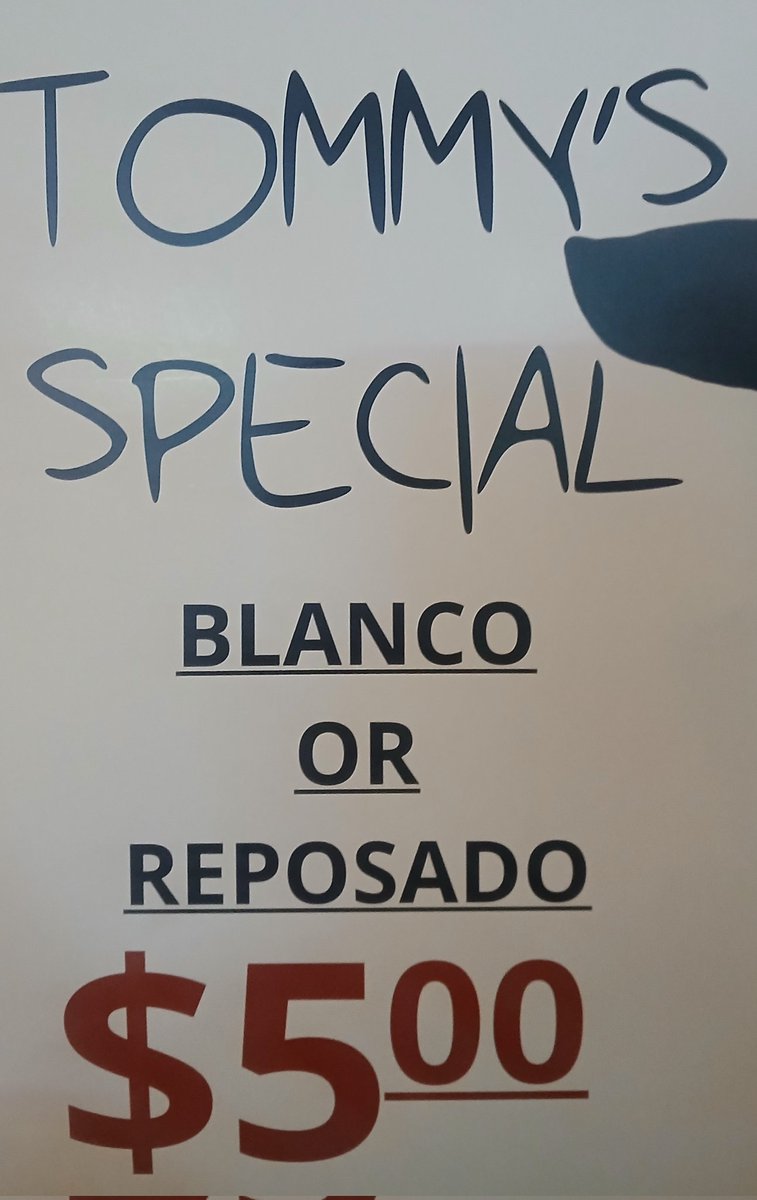 TOMMY'S
SPECIAL
BLANCO
OR
REPOSADO
$500